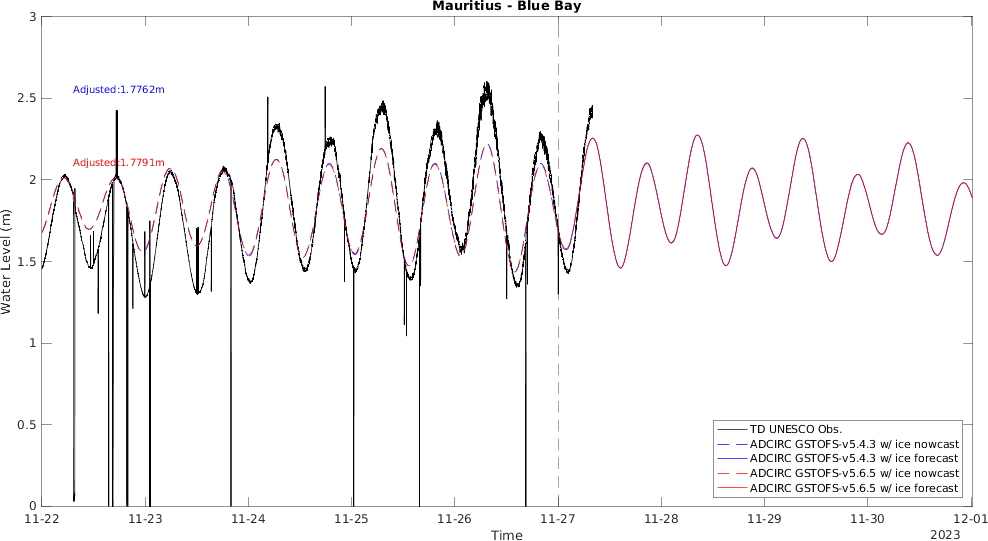 Mauritius - Blue Bay
3
2.5
2
1.5
1
0.5
0
Water Level (m)
Adjusted:1.7762m
Adjusted:1.7791m
TD UNESCO Obs.
ADCIRC GSTOFS-v5.4.3 w/ ice nowcast
ADCIRC GSTOFS-v5.4.3 w/ ice forecast
ADCIRC GSTOFS-v5.6.5 w/ ice nowcast
ADCIRC GSTOFS-v5.6.5 w/ ice forecast
11-22 11-23 11-24 11-25 11-26 11-27 11-28 11-29 11-30 12-01
Time
2023